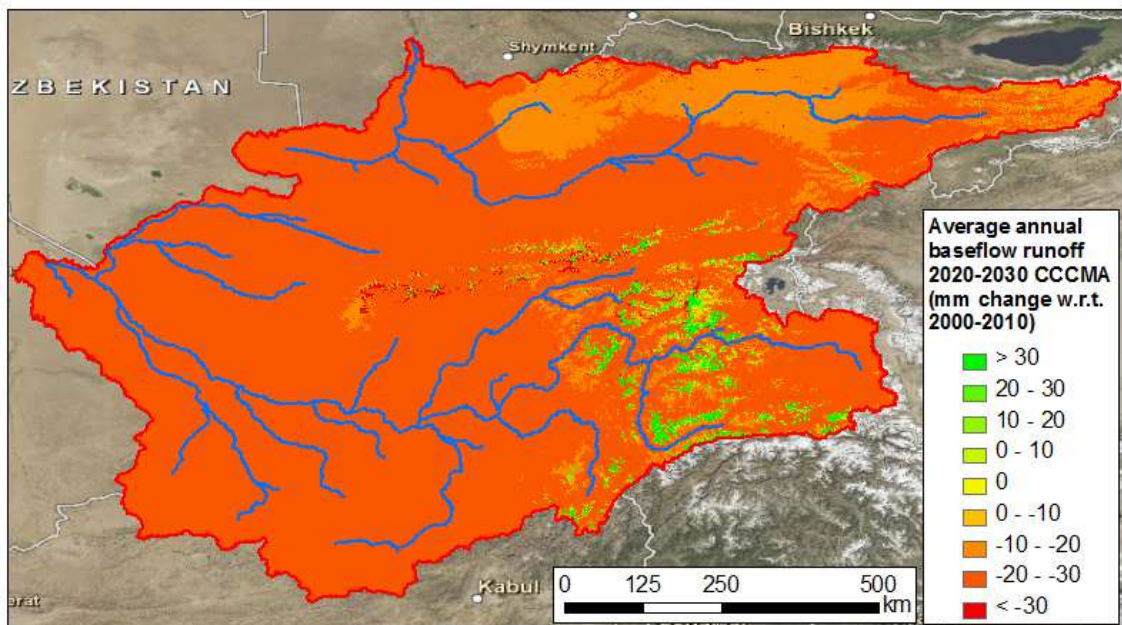 Bishkek
Shymkent
ZBEKISTAN
Average annual
baseflow runoff
2020-2030 CCCMA
(mm change w.r.t.
2000-2010)
> 30
20 - 30
10 - 20
0 - 10
0
0 - -10
-10 - -20
-20 - -30
< -30
Kabul
erat
0 125 250 500
km